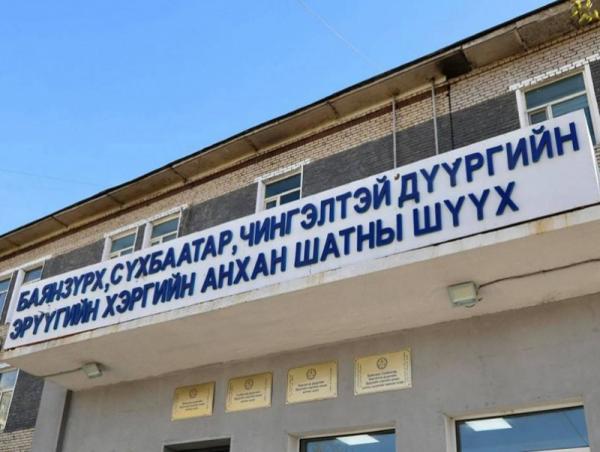 БАЯНЗҮРХ, СҮХБААТАР, ЧИНГЭЛТЭЙ ДҮҮРГИЙН
ЭРҮҮГИЙН ХЭРГИЙН АНХАН ШАТНЫ ШҮҮХ